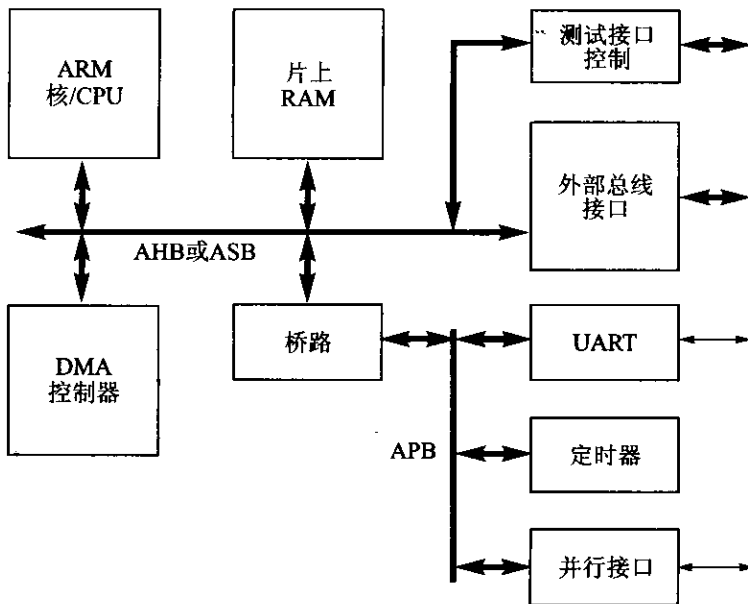 ARM
核/CPU
片上
RAM
测试接口
控制
外部总线
接口
AHB或ASB
DMA
控制器
桥路
UART
APB
定时器
并行接口